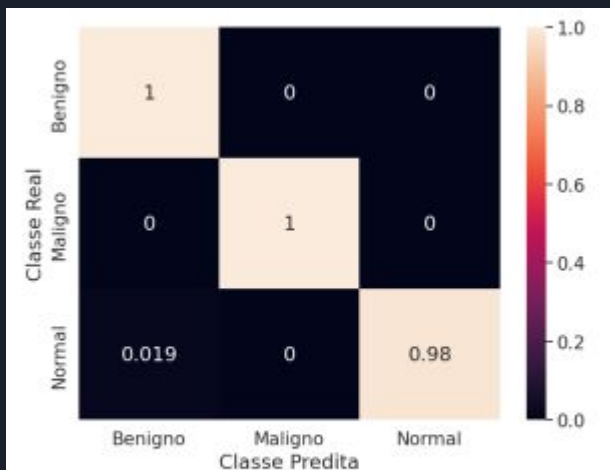 Classe Real
Benigno
1 0 0
Maligno
0 1 0
Normal
0.019 0 0.98
Benigno Maligno Normal
Classe Predita
1.0
0.8
0.6
0.4
0.2
0.0